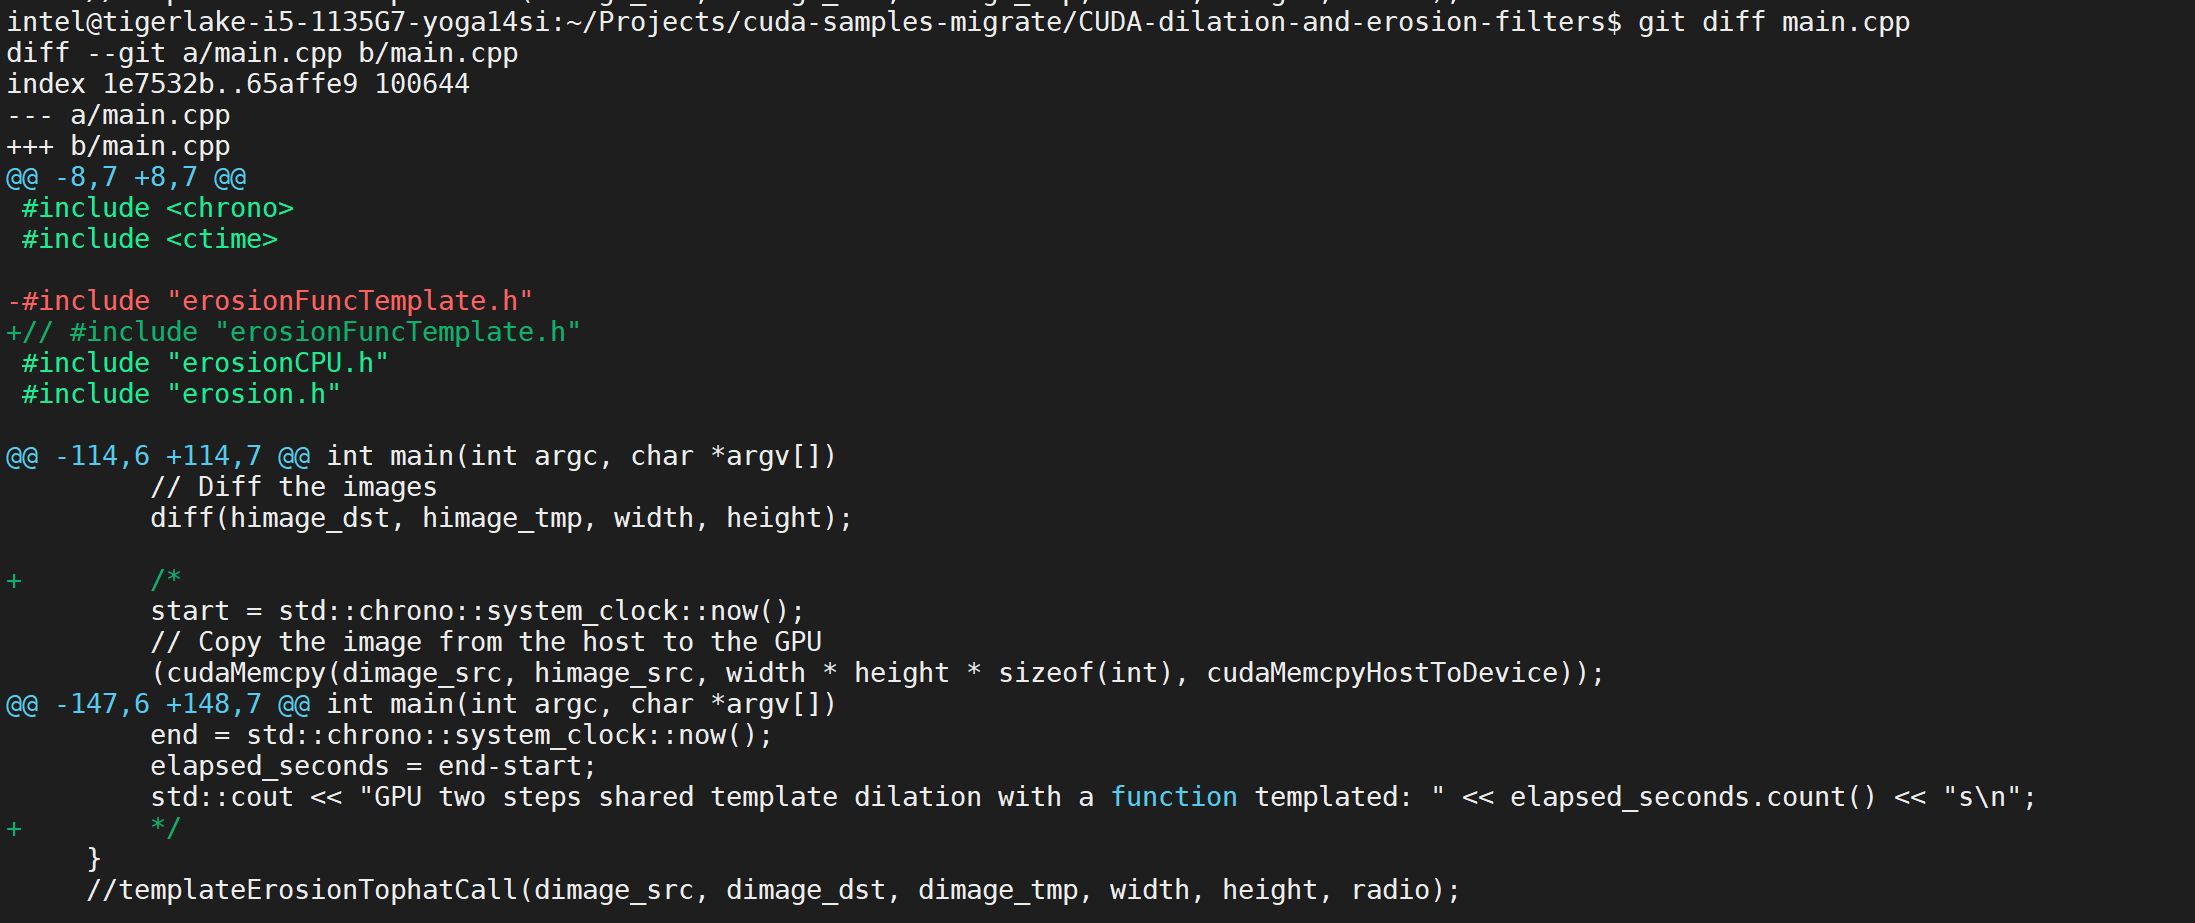 intel@tigerlake-i5-1135G7-yoga14si:~/Projects/cuda-samples-migrate/CUDA-dilation-and-erosion-filters$ git diff main.cpp
diff --git a/main.cpp b/main.cpp
index 1e7532b..65affe9 100644
--- a/main.cpp
+++ b/main.cpp
@@ -8,7 +8,7 @@
 #include <chrono>
 #include <ctime>

-#include "erosionFuncTemplate.h"
+// #include "erosionFuncTemplate.h"
 #include "erosionCPU.h"
 #include "erosion.h"

@@ -114,6 +114,7 @@ int main(int argc, char *argv[])
         // Diff the images
         diff(himage_dst, himage_tmp, width, height);

+        /*
         start = std::chrono::system_clock::now();
         // Copy the image from the host to the GPU
         (cudaMemcpy(dimage_src, himage_src, width * height * sizeof(int), cudaMemcpyHostToDevice));
@@ -147,6 +148,7 @@ int main(int argc, char *argv[])
         end = std::chrono::system_clock::now();
         elapsed_seconds = end-start;
         std::cout << "GPU two steps shared template dilation with a function templated: " << elapsed_seconds.count() << "s\n";
+        */
     }
     //templateErosionTophatCall(dimage_src, dimage_dst, dimage_tmp, width, height, radio);